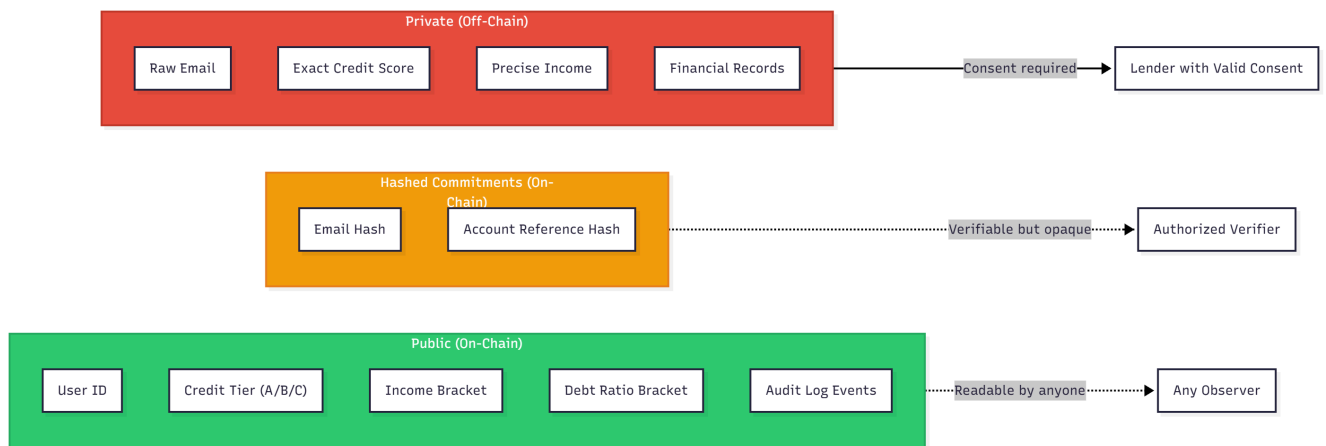 Private (Off-Chain)
Raw Email
Exact Credit Score
Precise Income
Financial Records
Consent required
Lender with Valid Consent
Hashed Commitments (On-
Chain)
Email Hash
Account Reference Hash
Verifiable but opaque
Authorized Verifier
Public (On-Chain)
User ID
Credit Tier (A/B/C)
Income Bracket
Debt Ratio Bracket
Audit Log Events
Readable by anyone
Any Observer